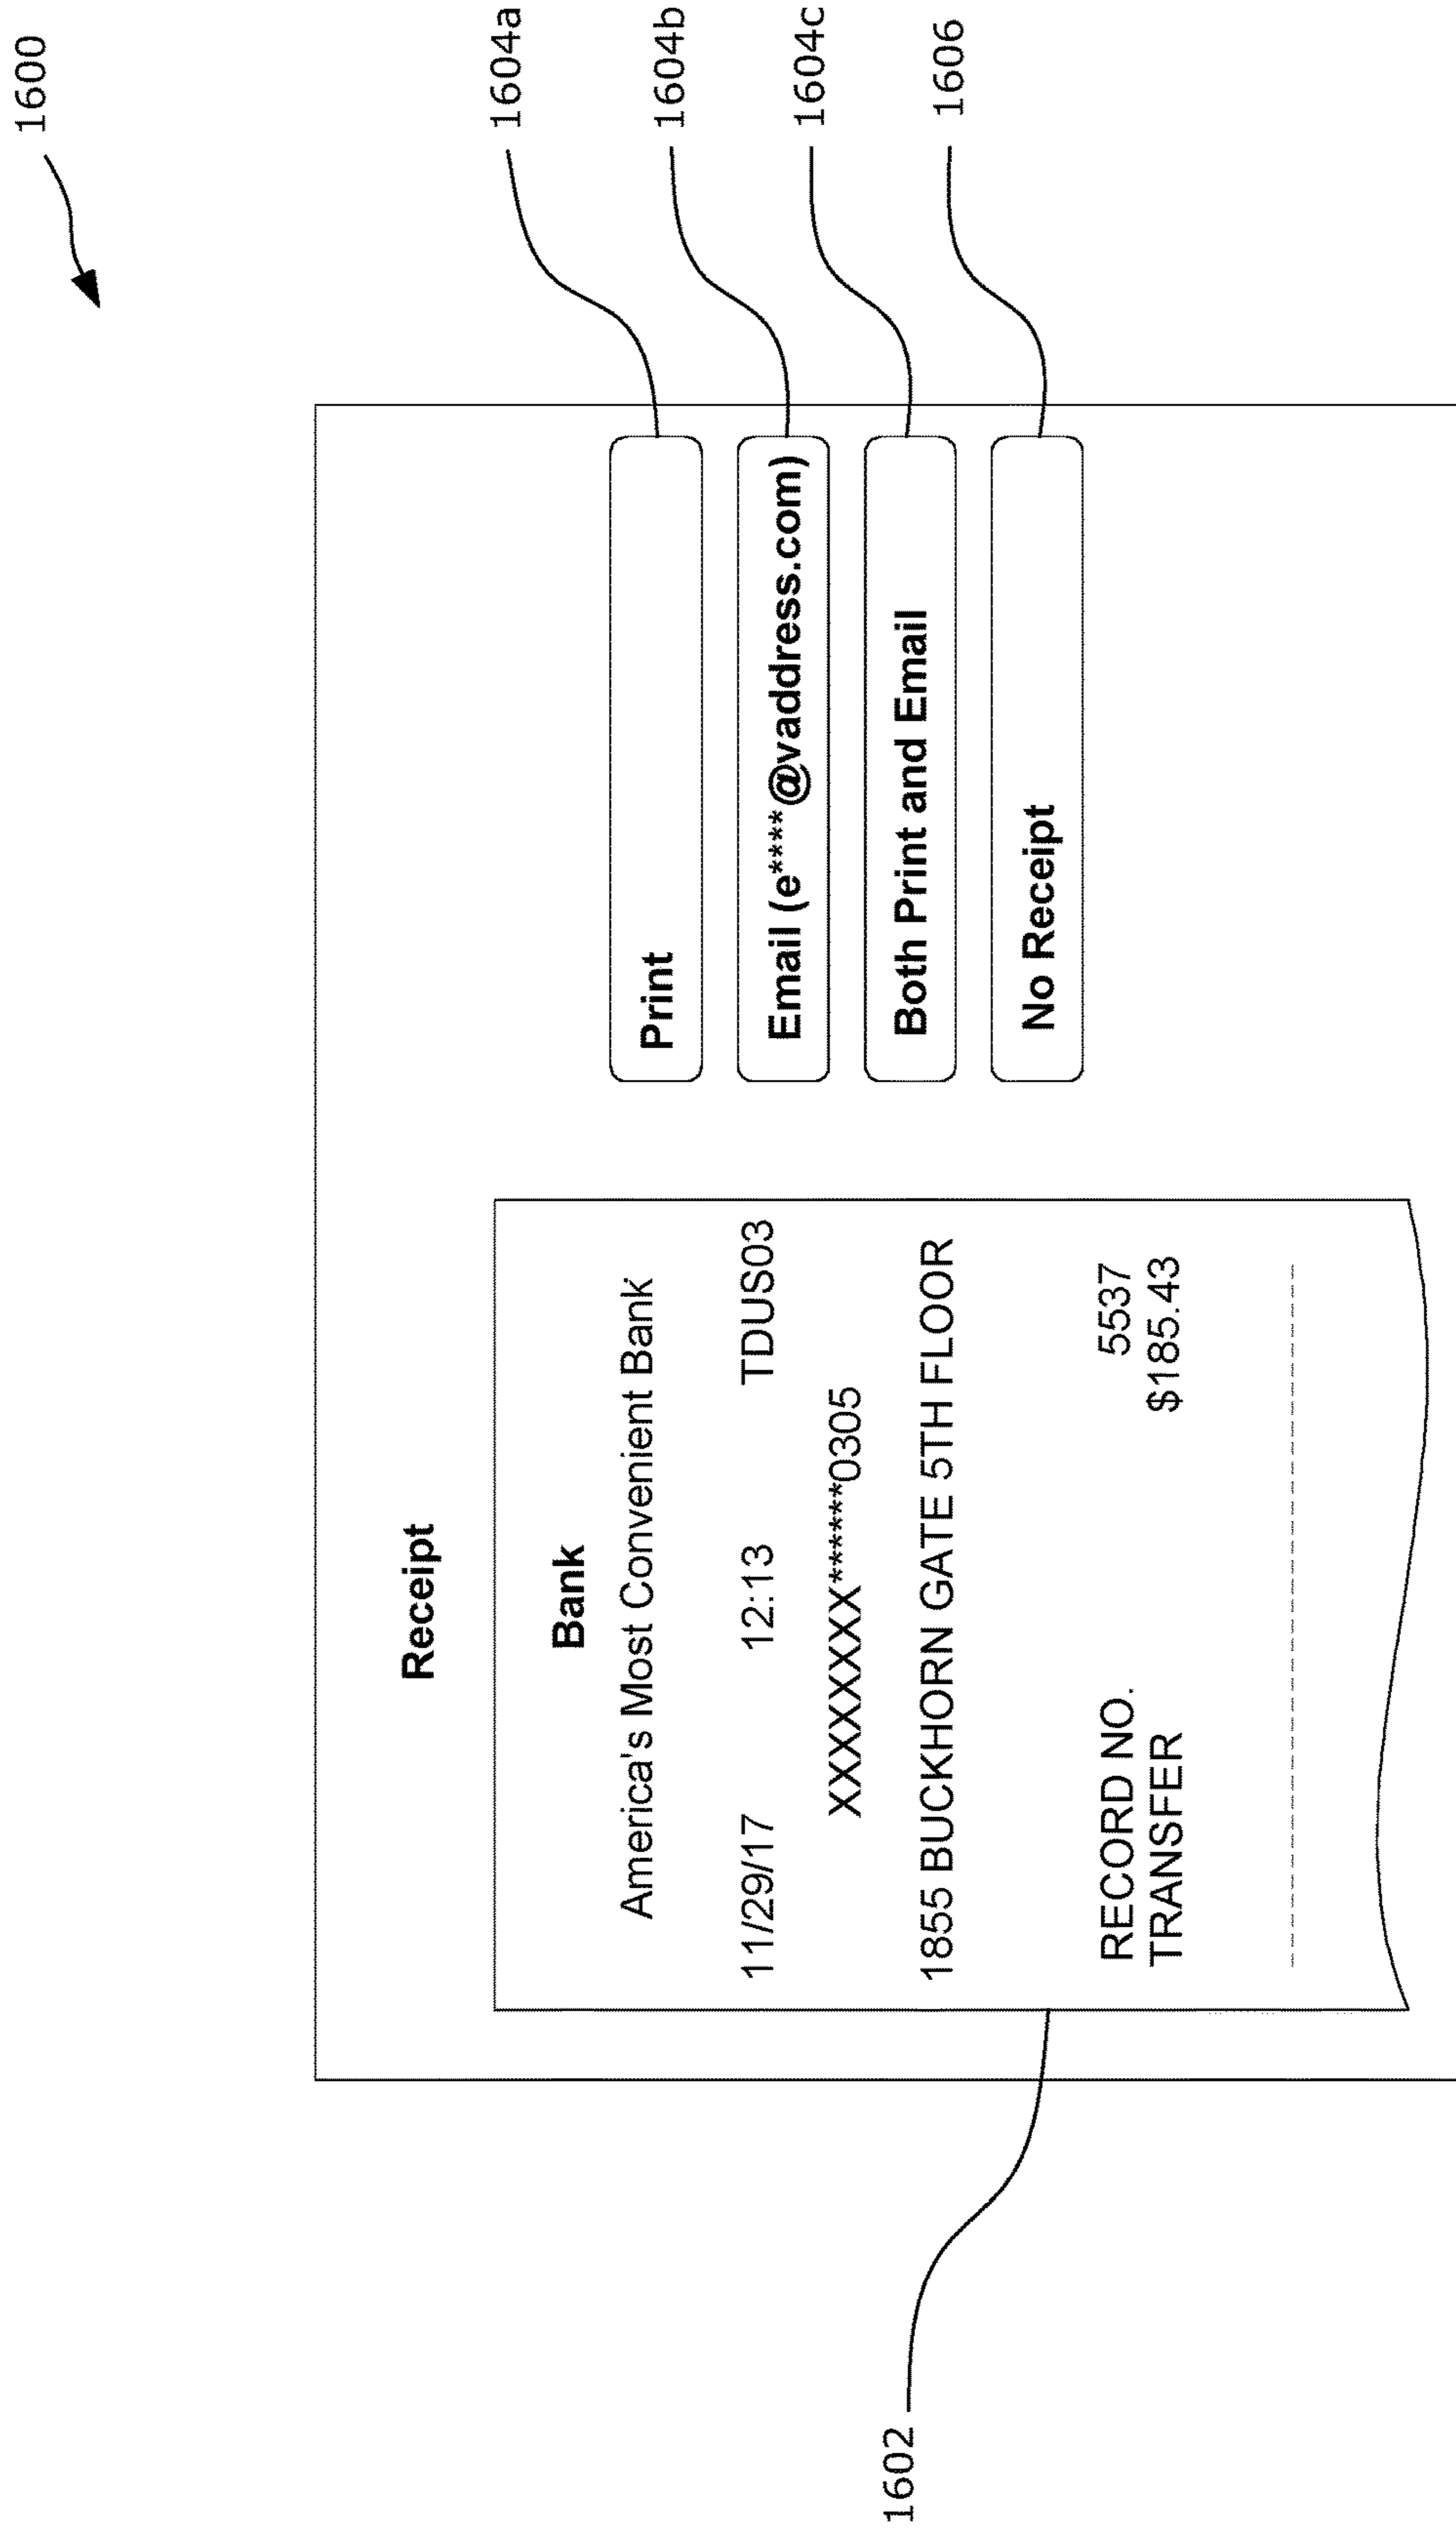 1600
Receipt
Bank
America's Most Convenient Bank
11/29/17 12:13 TDUS03
XXXXXXXX******0305
1855 BUCKHORN GATE 5TH FLOOR
RECORD NO. 5537
TRANSFER $185.43
Print
Email (e****@vaddress.com)
Both Print and Email
No Receipt
1604a
1604b
1604c
1606
1602